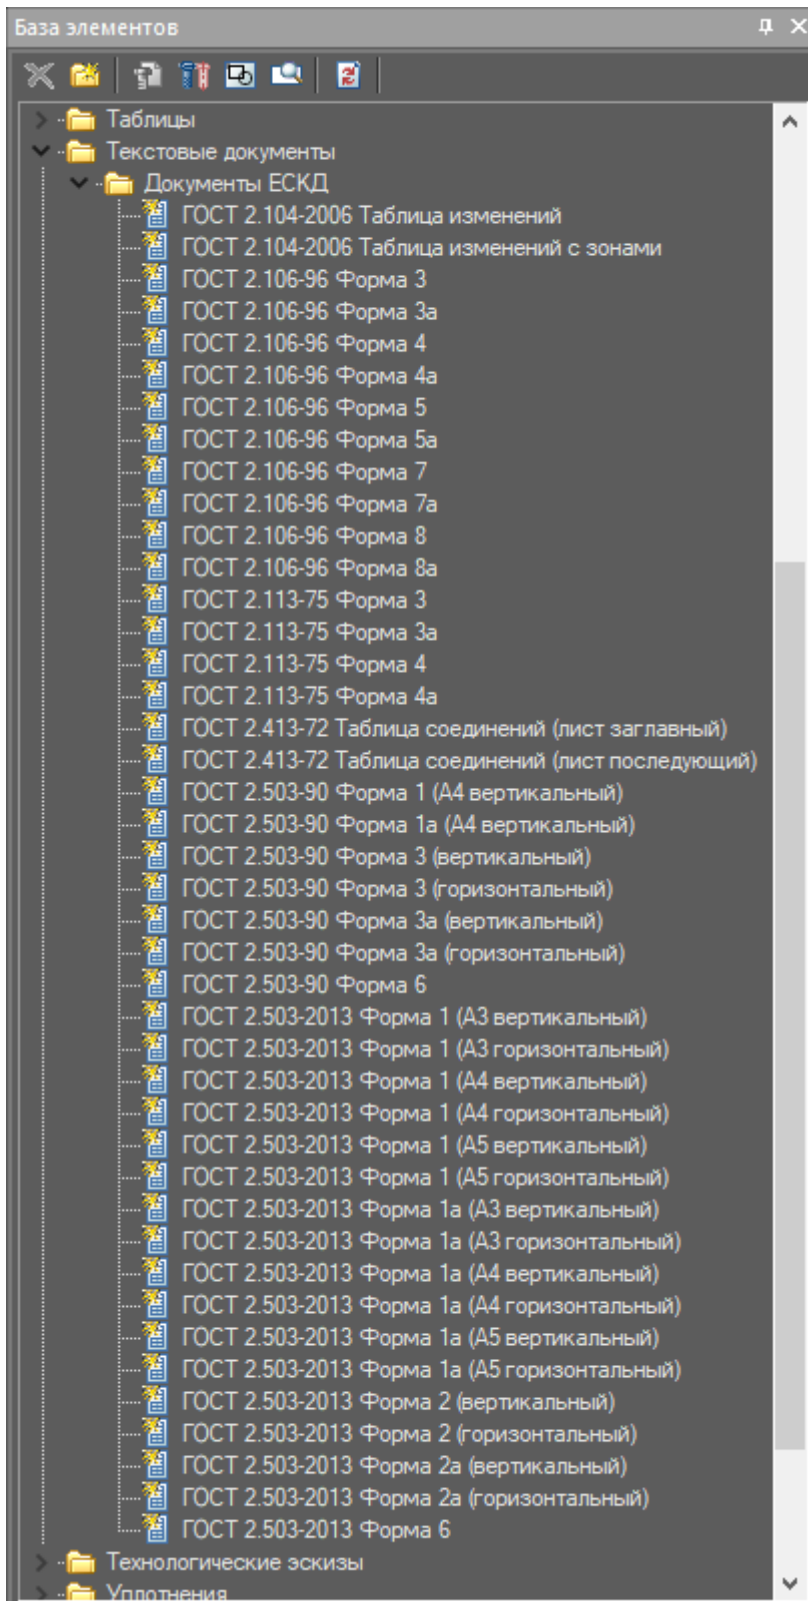 База элементов
Таблицы
Текстовые документы
Документы ЕСКД
ГОСТ 2.104-2006 Таблица изменений
ГОСТ 2.104-2006 Таблица изменений с зонами
ГОСТ 2.106-96 Форма 3
ГОСТ 2.106-96 Форма 3а
ГОСТ 2.106-96 Форма 4
ГОСТ 2.106-96 Форма 4а
ГОСТ 2.106-96 Форма 5
ГОСТ 2.106-96 Форма 5а
ГОСТ 2.106-96 Форма 7
ГОСТ 2.106-96 Форма 7а
ГОСТ 2.106-96 Форма 8
ГОСТ 2.106-96 Форма 8а
ГОСТ 2.113-75 Форма 3
ГОСТ 2.113-75 Форма 3а
ГОСТ 2.113-75 Форма 4
ГОСТ 2.113-75 Форма 4а
ГОСТ 2.413-72 Таблица соединений (лист заглавный)
ГОСТ 2.413-72 Таблица соединений (лист последующий)
ГОСТ 2.503-90 Форма 1 (А4 вертикальный)
ГОСТ 2.503-90 Форма 1а (А4 вертикальный)
ГОСТ 2.503-90 Форма 3 (вертикальный)
ГОСТ 2.503-90 Форма 3 (горизонтальный)
ГОСТ 2.503-90 Форма 3а (вертикальный)
ГОСТ 2.503-90 Форма 3а (горизонтальный)
ГОСТ 2.503-90 Форма 6
ГОСТ 2.503-2013 Форма 1 (А3 вертикальный)
ГОСТ 2.503-2013 Форма 1 (А3 горизонтальный)
ГОСТ 2.503-2013 Форма 1 (А4 вертикальный)
ГОСТ 2.503-2013 Форма 1 (А4 горизонтальный)
ГОСТ 2.503-2013 Форма 1 (А5 вертикальный)
ГОСТ 2.503-2013 Форма 1 (А5 горизонтальный)
ГОСТ 2.503-2013 Форма 1а (А3 вертикальный)
ГОСТ 2.503-2013 Форма 1а (А3 горизонтальный)
ГОСТ 2.503-2013 Форма 1а (А4 вертикальный)
ГОСТ 2.503-2013 Форма 1а (А4 горизонтальный)
ГОСТ 2.503-2013 Форма 1а (А5 вертикальный)
ГОСТ 2.503-2013 Форма 1а (А5 горизонтальный)
ГОСТ 2.503-2013 Форма 2 (вертикальный)
ГОСТ 2.503-2013 Форма 2 (горизонтальный)
ГОСТ 2.503-2013 Форма 2а (вертикальный)
ГОСТ 2.503-2013 Форма 2а (горизонтальный)
ГОСТ 2.503-2013 Форма 6
Технологические эскизы
Уплотнения